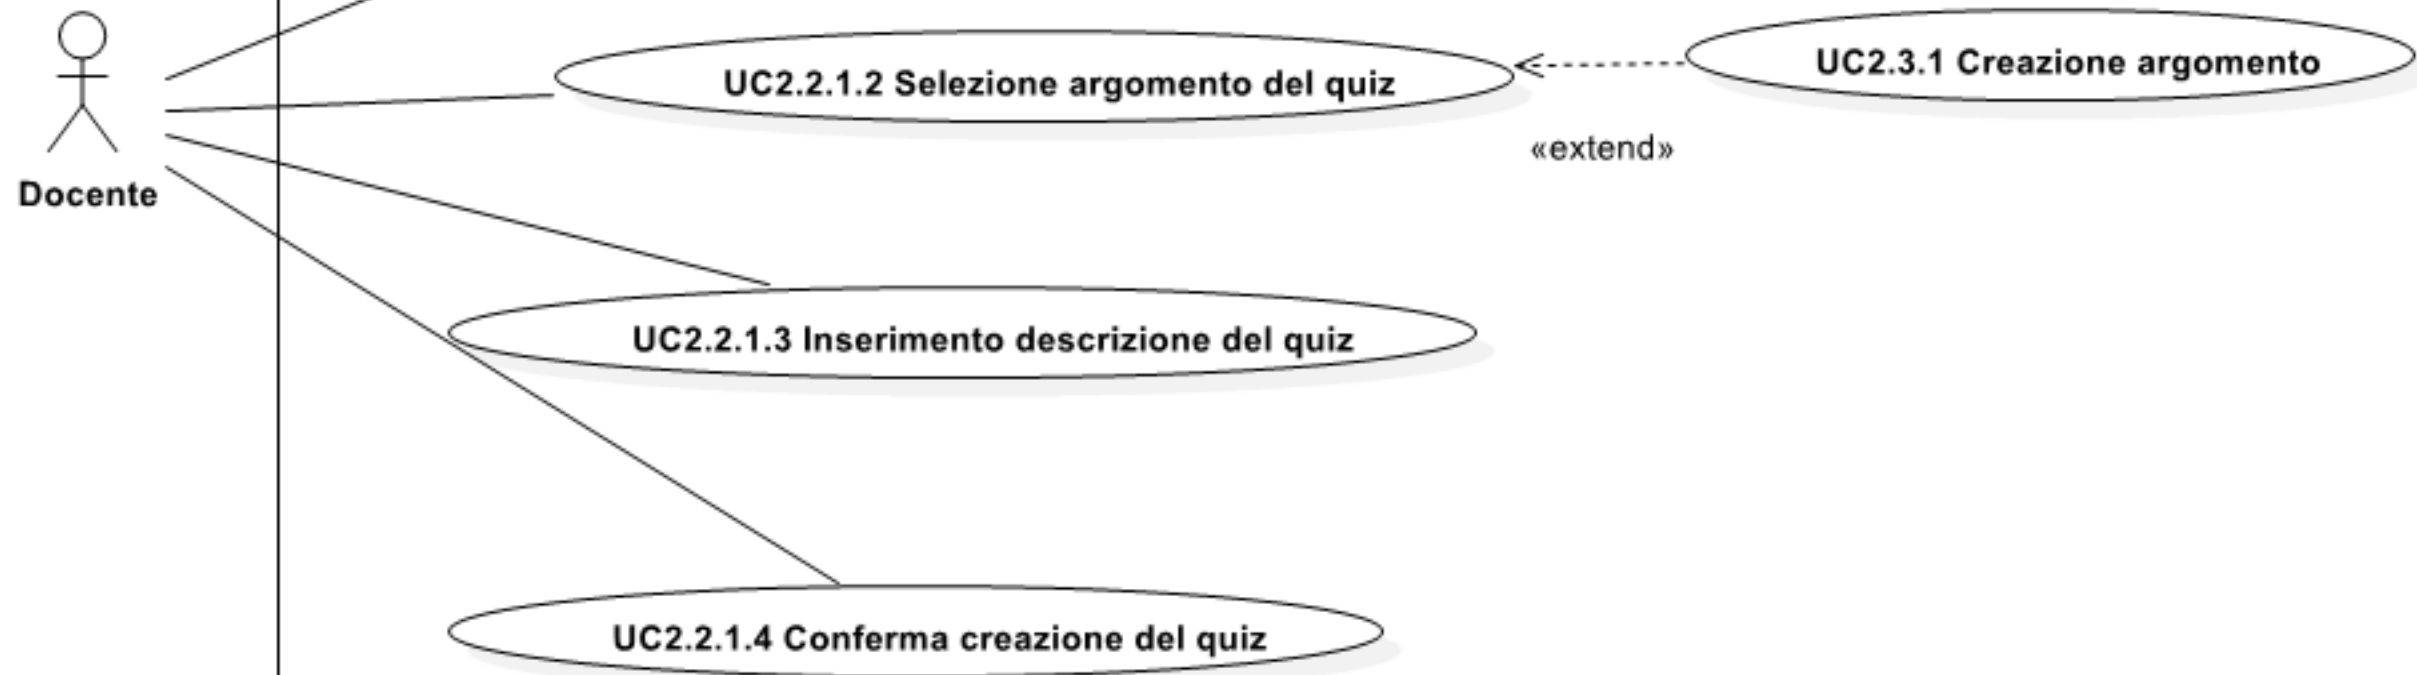 UC2.3.1 Creazione argomento
UC2.2.1.2 Selezione argomento del quiz
«extend»
Docente
UC2.2.1.3 Inserimento descrizione del quiz
UC2.2.1.4 Conferma creazione del quiz